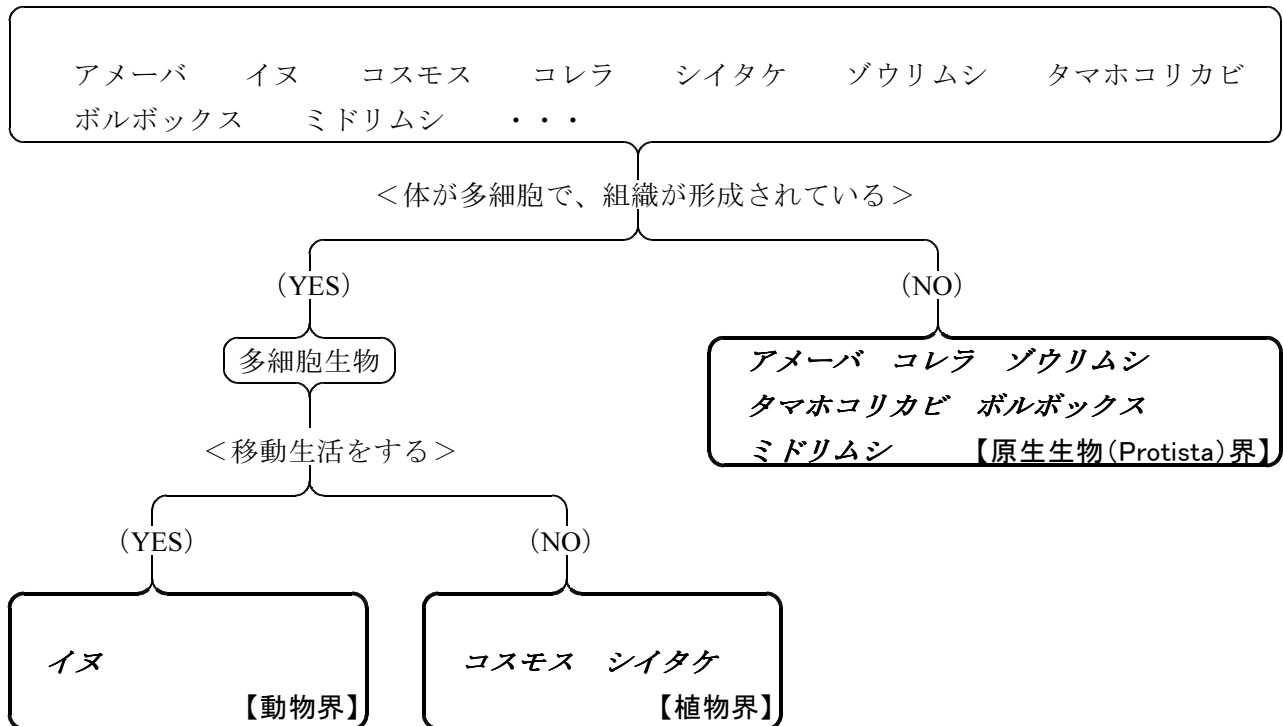 アメーバ イヌ コスモス コレラ シイタケ ゾウリムシ タマホコリカビ
ボルボックス ミドリムシ ・・・
＜体が多細胞で、組織が形成されている＞
（YES）
（NO）
多細胞生物
アメーバ コレラ ゾウリムシ
タマホコリカビ ボルボックス
ミドリムシ 【原生生物（Protista）界】
＜移動生活をする＞
（YES）
（NO）
イヌ
【動物界】
コスモス シイタケ
【植物界】